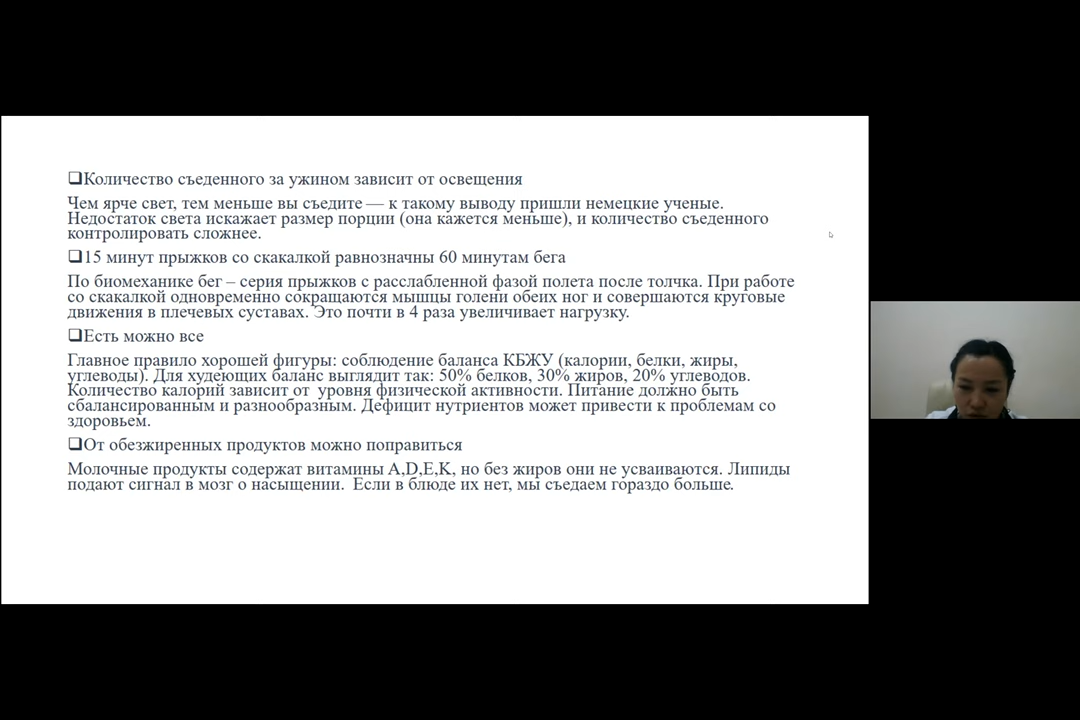 ❑Количество съеденного за ужином зависит от освещения
Чем ярче свет, тем меньше вы съедите — к такому выводу пришли немецкие ученые.
Недостаток света искажает размер порции (она кажется меньше), и количество съеденного
контролировать сложнее.
❑15 минут прыжков со скакалкой равнозначны 60 минутам бега
По биомеханике бег – серия прыжков с расслабленной фазой полета после толчка. При работе
со скакалкой одновременно сокращаются мышцы голени обеих ног и совершаются круговые
движения в плечевых суставах. Это почти в 4 раза увеличивает нагрузку.
❑Есть можно все
Главное правило хорошей фигуры: соблюдение баланса КБЖУ (калории, белки, жиры,
углеводы). Для худеющих баланс выглядит так: 50% белков, 30% жиров, 20% углеводов.
Количество калорий зависит от  уровня физической активности. Питание должно быть
сбалансированным и разнообразным. Дефицит нутриентов может привести к проблемам со
здоровьем.
❑От обезжиренных продуктов можно поправиться
Молочные продукты содержат витамины A,D,E,K, но без жиров они не усваиваются. Липиды
подают сигнал в мозг о насыщении.  Если в блюде их нет, мы съедаем гораздо больше.